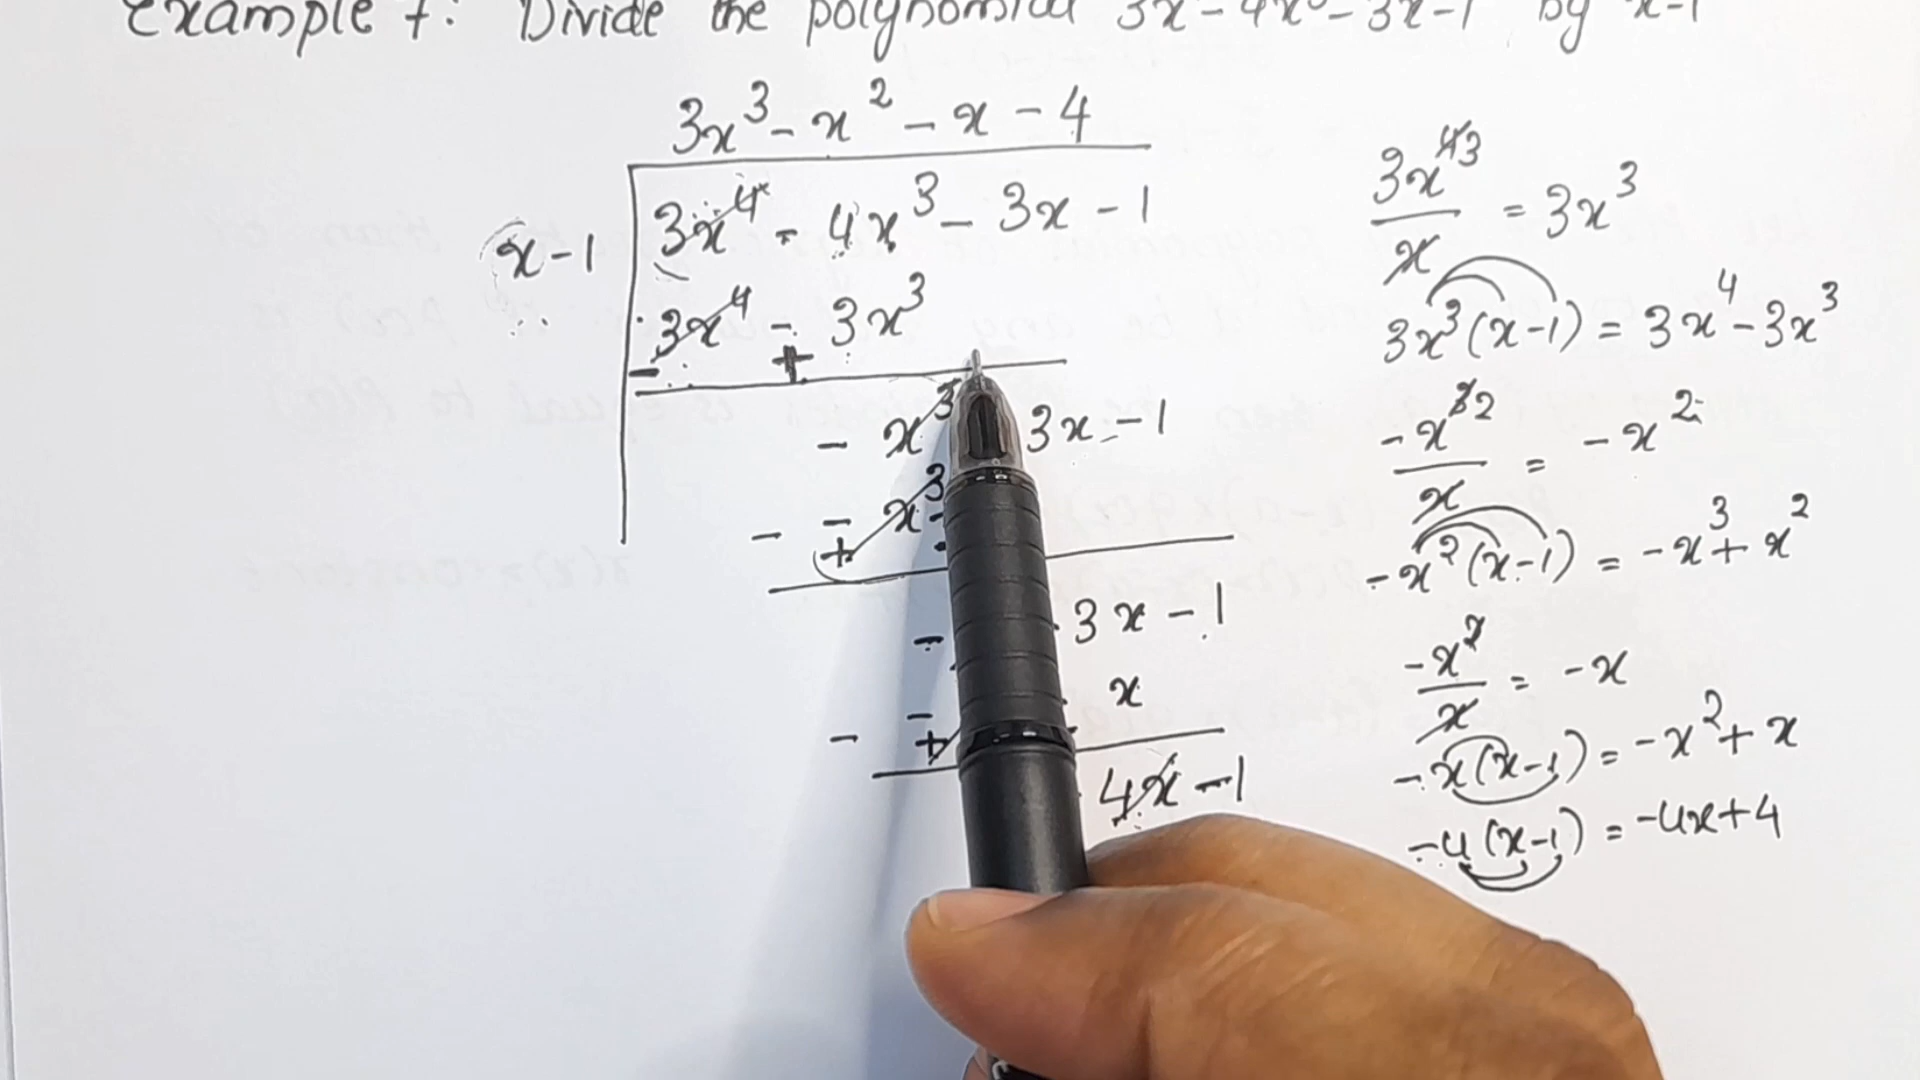 Example 7: Divide the polynomial 3x⁴-4x³-3x-1 by x-1
3x³ - x² - x - 4
x-1 3x⁴ - 4x³ - 3x - 1
3x⁴ - 3x³
- +
- x³ 3x - 1
- - x³
+
- 3x - 1
- x
- +
4x - 1
3x⁴³/x = 3x³
3x³(x-1) = 3x⁴ - 3x³
-x³²/x = -x²
-x²(x-1) = -x³ + x²
-x²/x = -x
-x(x-1) = -x² + x
-4(x-1) = -4x+4